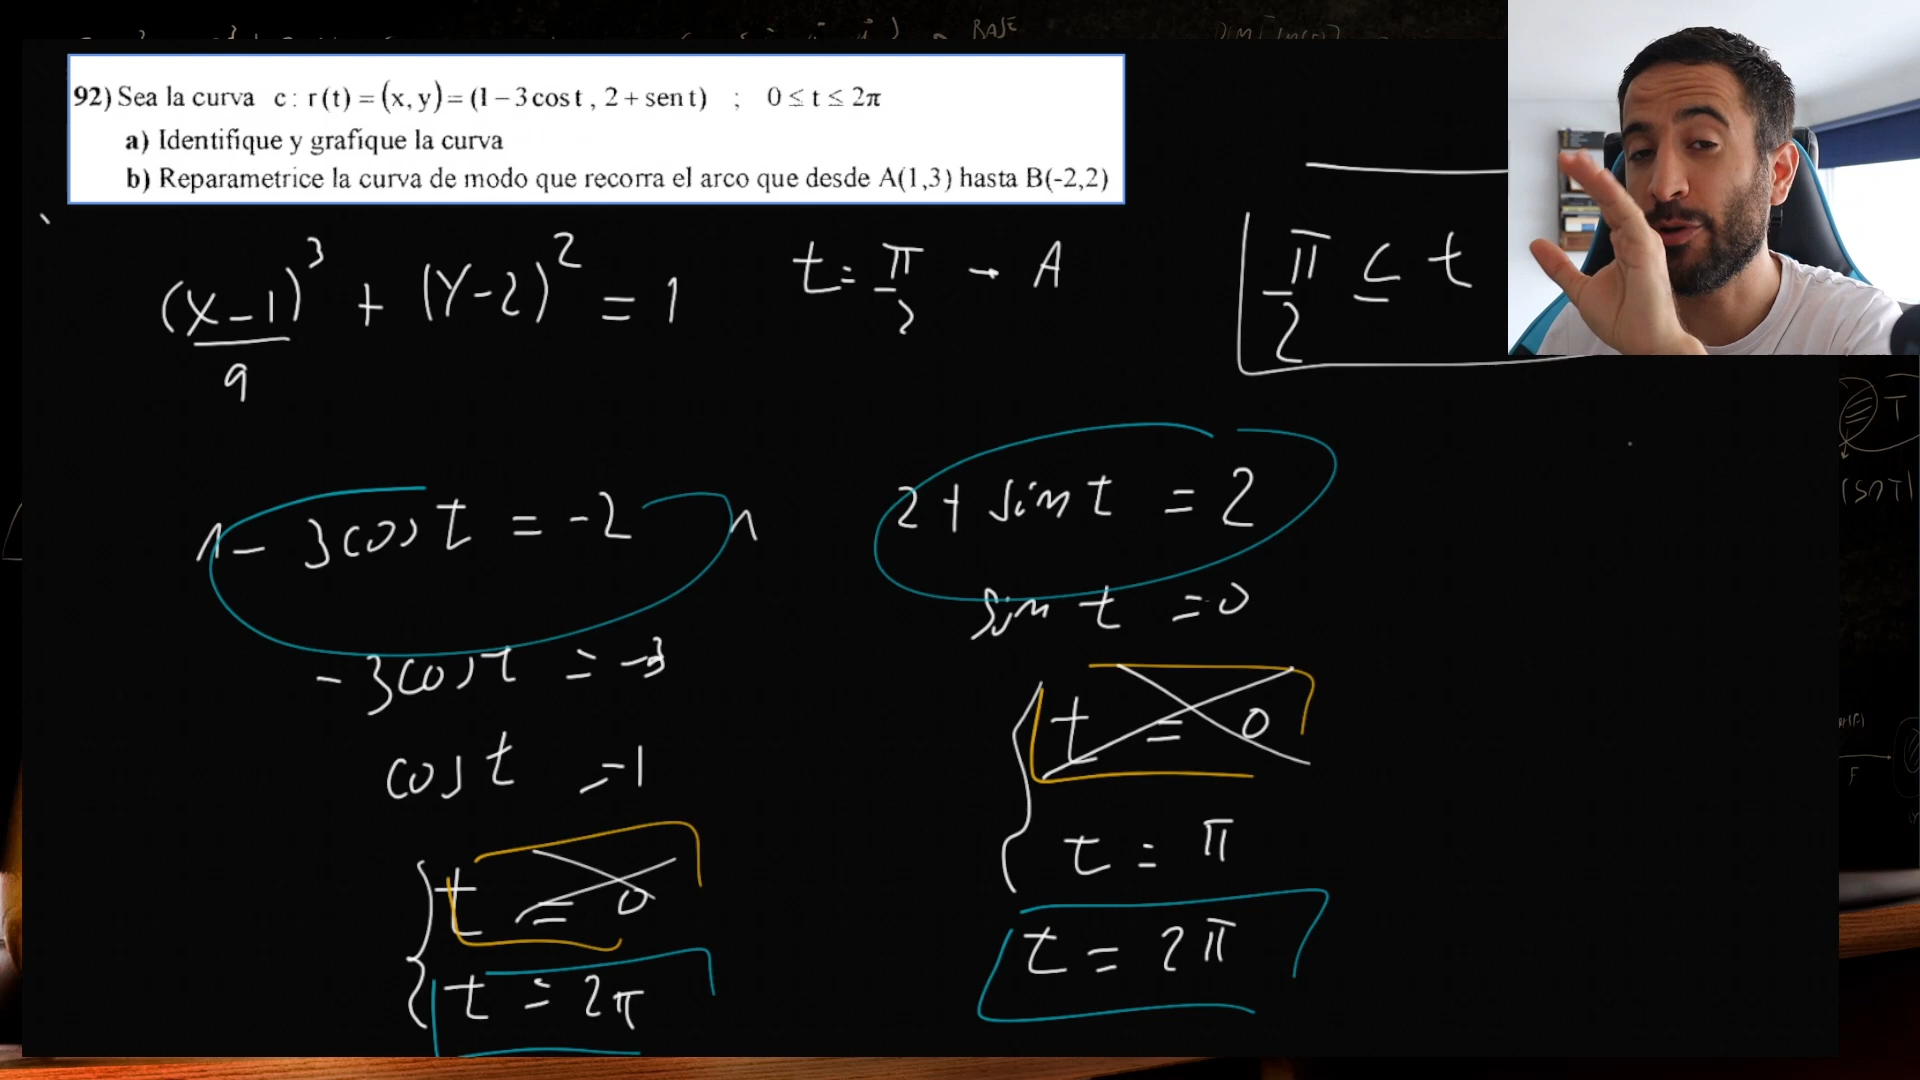 BASE
92) Sea la curva c : r(t) = (x, y) = (1 – 3cos t , 2 + sen t) ; 0 ≤ t ≤ 2π
a) Identifique y grafique la curva
b) Reparametrice la curva de modo que recorra el arco que desde A(1,3) hasta B(-2,2)
(x-1)^3/9 + (y-2)^2 = 1
t = π/2 → A
π/2 ≤ t
1 - 3cos t = -2 ∧ 2 + sin t = 2
-3cos t = -3
sin t = 0
cos t = 1
t = 0
t = π
t = 2π
t = 0
t = 2π
T
F